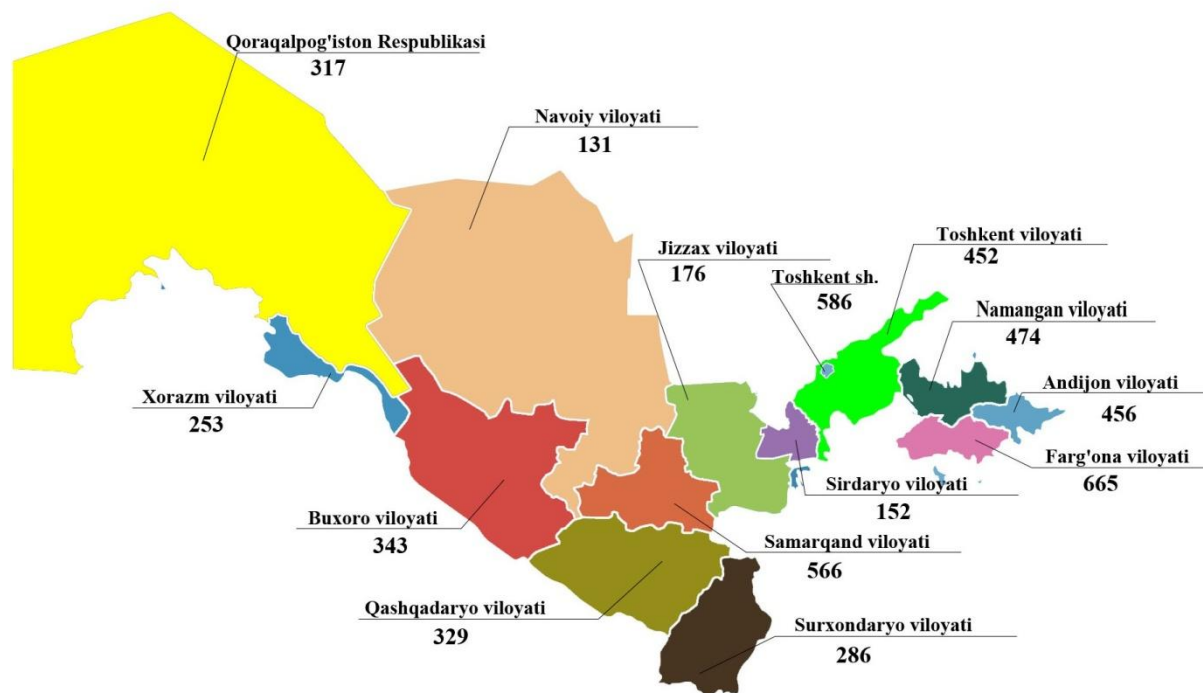 Qoraqalpog'iston Respublikasi
317
Navoiy viloyati
131
Jizzax viloyati
176
Toshkent viloyati
452
Toshkent sh.
586
Namangan viloyati
474
Xorazm viloyati
253
Andijon viloyati
456
Farg'ona viloyati
665
Sirdaryo viloyati
152
Buxoro viloyati
343
Samarqand viloyati
566
Qashqadaryo viloyati
329
Surxondaryo viloyati
286